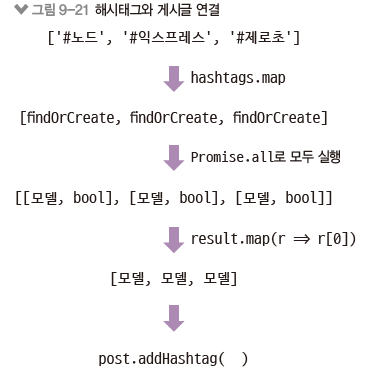 그림 9-21 해시태그와 게시글 연결
['#노드', '#익스프레스', '#제로초']
hashtags.map
[findOrCreate, findOrCreate, findOrCreate]
Promise.all로 모두 실행
[[모델, bool], [모델, bool], [모델, bool]]
result.map(r => r[0])
[모델, 모델, 모델]
post.addHashtag(  )